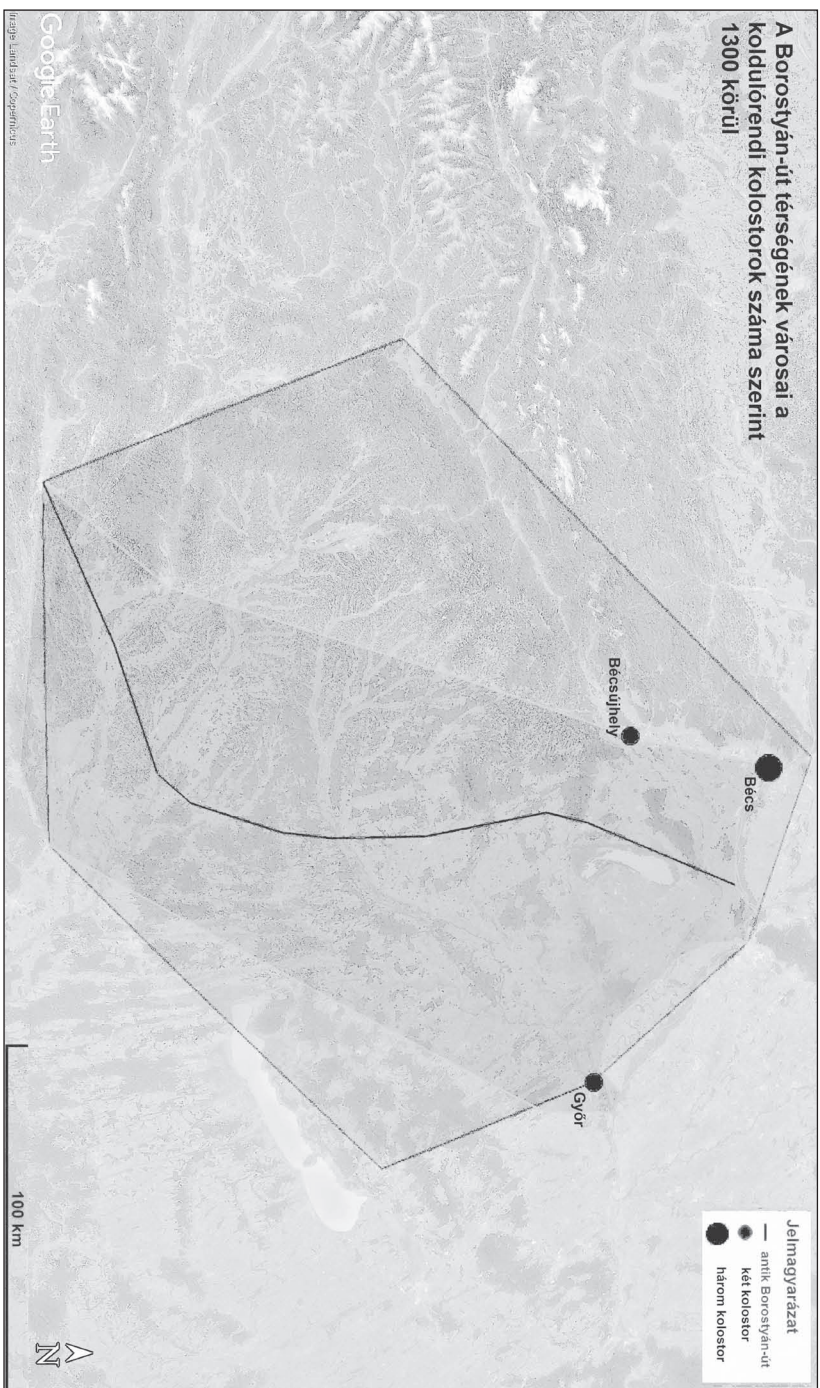 A Borostyán-út térségének városai a
koldulórendi kolostorok száma szerint
1300 körül
Jelmagyarázat
antik Borostyán-út
két kolostor
három kolostor
Bécs
Bécsújhely
Győr
Google Earth
Image Landsat / Copernicus
100 km
N